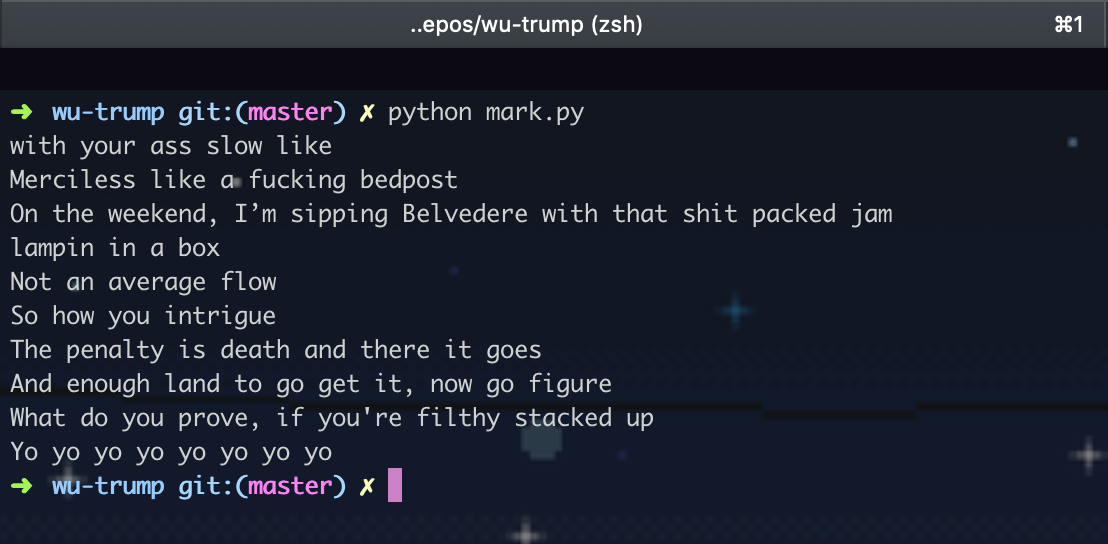 ..epos/wu-trump (zsh) ⌘1
➜ wu-trump git:(master) ✗ python mark.py
with your ass slow like
Merciless like a fucking bedpost
On the weekend, I’m sipping Belvedere with that shit packed jam
lampin in a box
Not an average flow
So how you intrigue
The penalty is death and there it goes
And enough land to go get it, now go figure
What do you prove, if you're filthy stacked up
Yo yo yo yo yo yo yo yo
➜ wu-trump git:(master) ✗